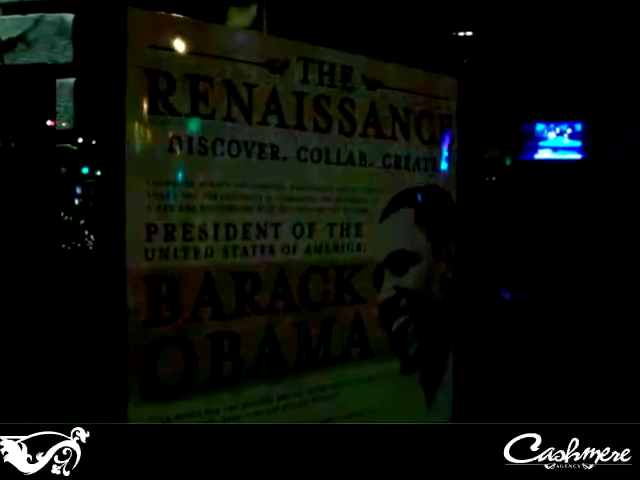 THE
RENAISSANCE
DISCOVER. COLLAB. CREATE
PRESIDENT OF THE
UNITED STATES OF AMERICA:
BARACK
OBAMA
Cashmere
AGENCY